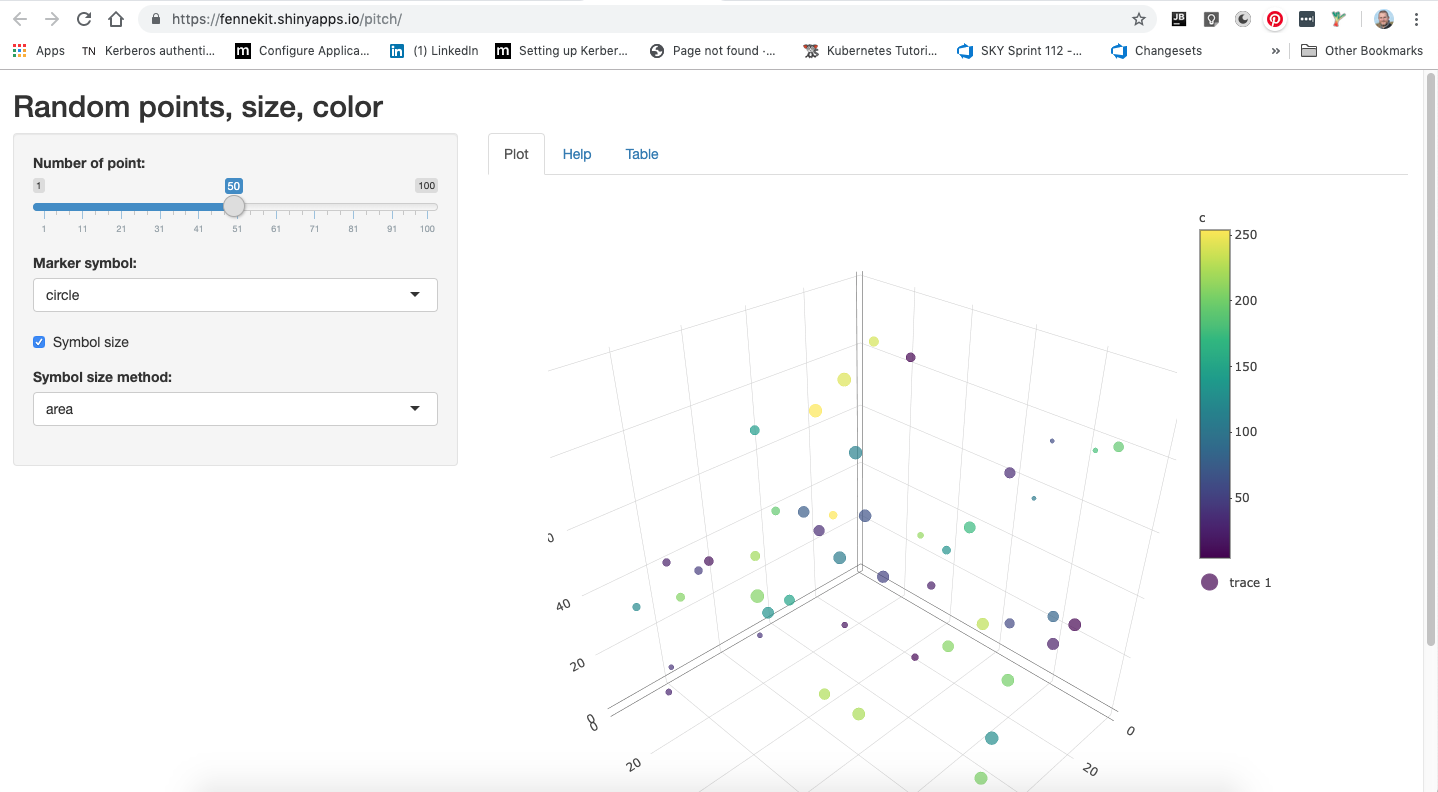 https://fennekit.shinyapps.io/pitch/
Apps TN Kerberos authenti... m Configure Applica... in (1) LinkedIn m Setting up Kerber... Page not found -... Kubernetes Tutori... SKY Sprint 112 -... Changesets » Other Bookmarks
Random points, size, color
Number of point:
1 50 100
1 11 21 31 41 51 61 71 81 91 100
Marker symbol:
circle
Symbol size
Symbol size method:
area
Plot Help Table
c
250
200
150
100
50
trace 1
0
40
20
0
0
20
0
20